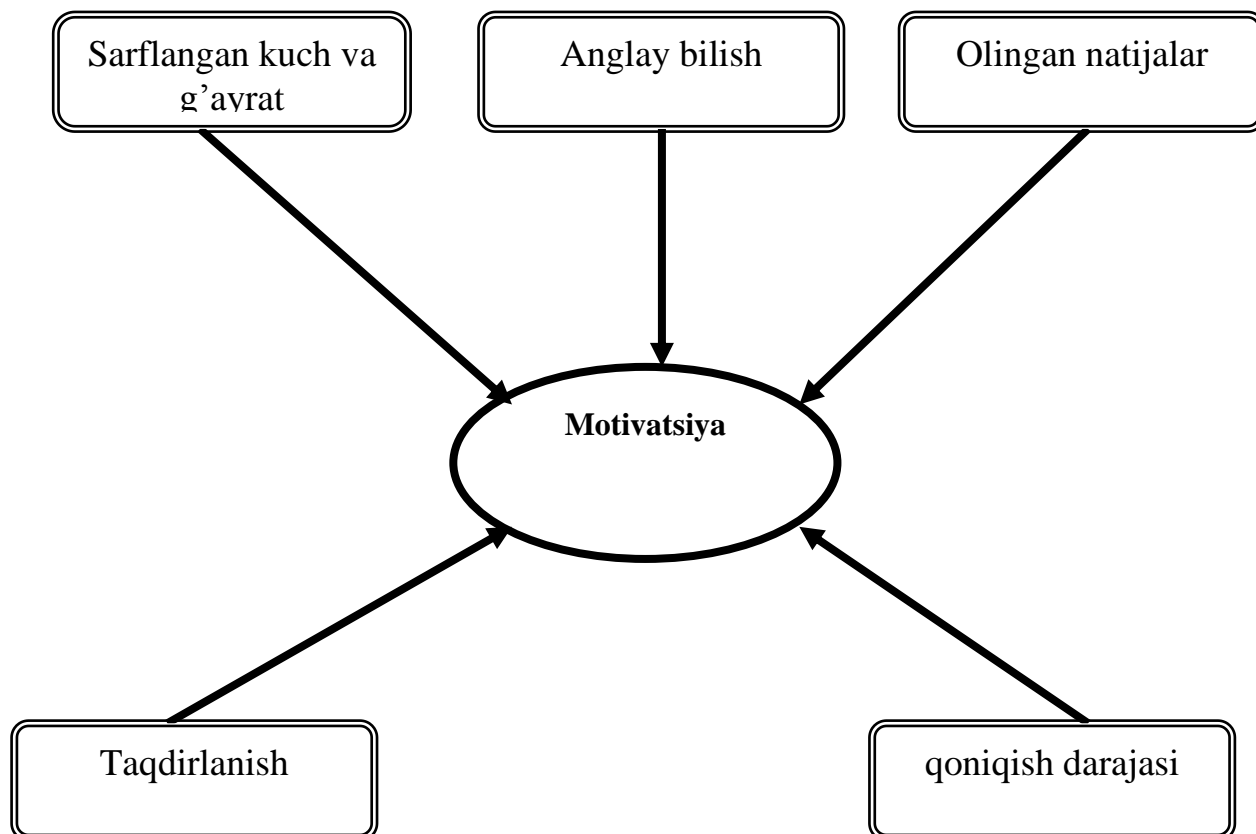 Sarflangan kuch va
g’ayrat
Anglay bilish
Olingan natijalar
Motivatsiya
Taqdirlanish
qoniqish darajasi